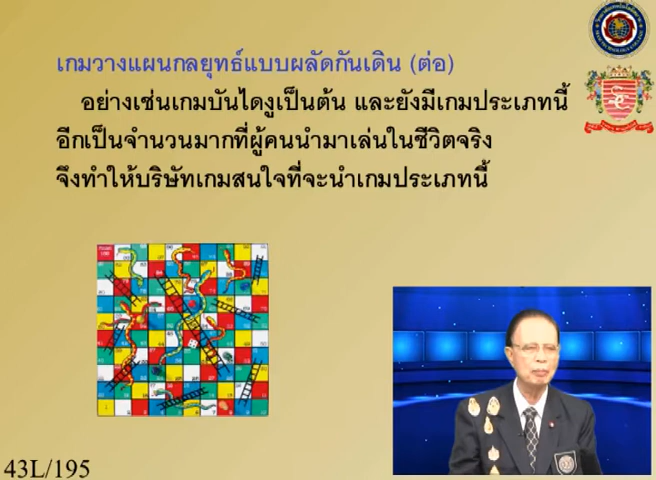 เกมวางแผนกลยุทธ์แบบผลัดกันเดิน (ต่อ)
อย่างเช่นเกมบันไดงูเป็นต้น และยังมีเกมประเภทนี้
อีกเป็นจำนวนมากที่ผู้คนนำมาเล่นในชีวิตจริง
จึงทำให้บริษัทเกมสนใจที่จะนำเกมประเภทนี้
43L/195